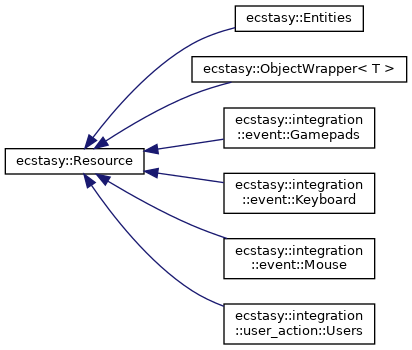 ecstasy::Entities
ecstasy::ObjectWrapper< T >
ecstasy::integration
::event::Gamepads
ecstasy::Resource
ecstasy::integration
::event::Keyboard
ecstasy::integration
::event::Mouse
ecstasy::integration
::user_action::Users